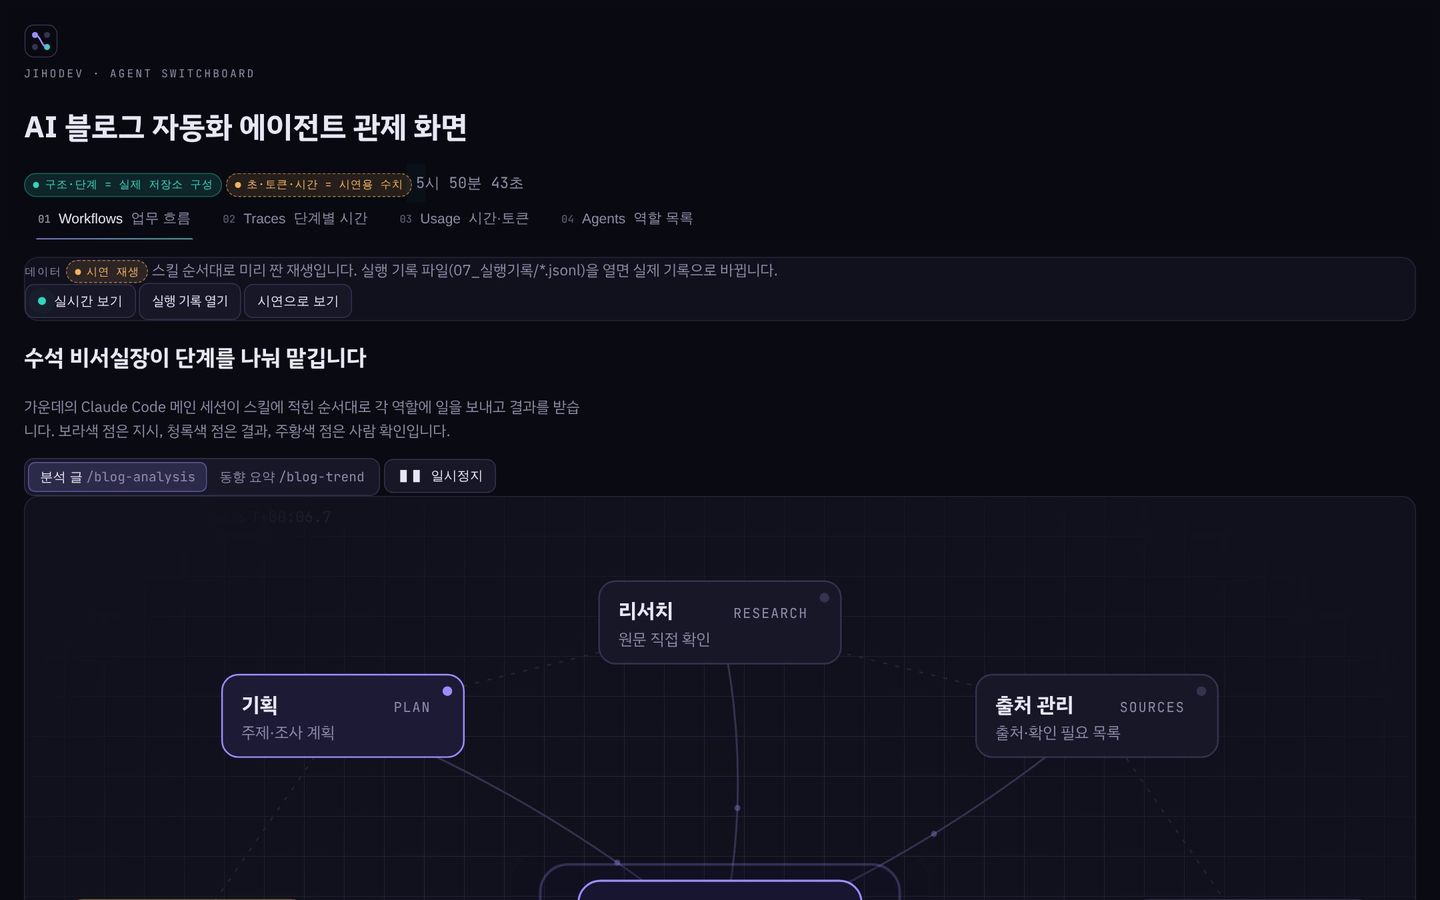 JIHODEV · AGENT SWITCHBOARD
AI 블로그 자동화 에이전트 관제 화면
구조·단계 = 실제 저장소 구성 초·토큰·시간 = 시연용 수치 5시 50분 43초
01 Workflows 업무 흐름 02 Traces 단계별 시간 03 Usage 시간·토큰 04 Agents 역할 목록
데이터 시연 재생 스킬 순서대로 미리 짠 재생입니다. 실행 기록 파일(07_실행기록/*.jsonl)을 열면 실제 기록으로 바뀝니다.
실시간 보기 실행 기록 열기 시연으로 보기
수석 비서실장이 단계를 나눠 맡깁니다
가운데의 Claude Code 메인 세션이 스킬에 적힌 순서대로 각 역할에 일을 보내고 결과를 받습
니다. 보라색 점은 지시, 청록색 점은 결과, 주황색 점은 사람 확인입니다.
분석 글 /blog-analysis 동향 요약 /blog-trend 일시정지
리서치 RESEARCH
원문 직접 확인
기획 PLAN
주제·조사 계획
출처 관리 SOURCES
출처·확인 필요 목록